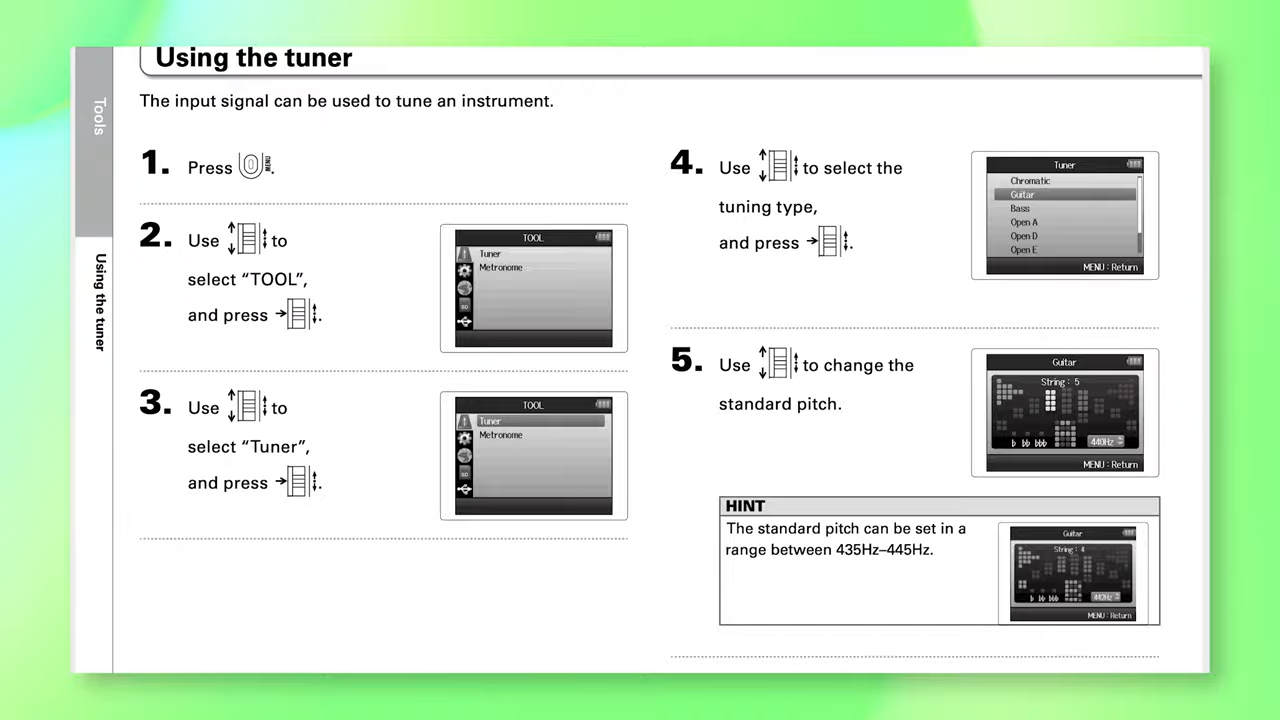 Using the tuner
The input signal can be used to tune an instrument.
Tools
Using the tuner
1. Press MENU.
2. Use to
select “TOOL”,
and press .
TOOL
Tuner
Metronome
SD
3. Use to
select “Tuner”,
and press .
TOOL
Tuner
Metronome
SD
4. Use to select the
tuning type,
and press .
Tuner
Chromatic
Guitar
Bass
Open A
Open D
Open E
MENU : Return
5. Use to change the
standard pitch.
Guitar
String : 5
♭ ♭♭ ♭♭♭ 440Hz
MENU : Return
HINT
The standard pitch can be set in a
range between 435Hz–445Hz.
Guitar
String : 4
♭ ♭♭ ♭♭♭ 442Hz
MENU : Return